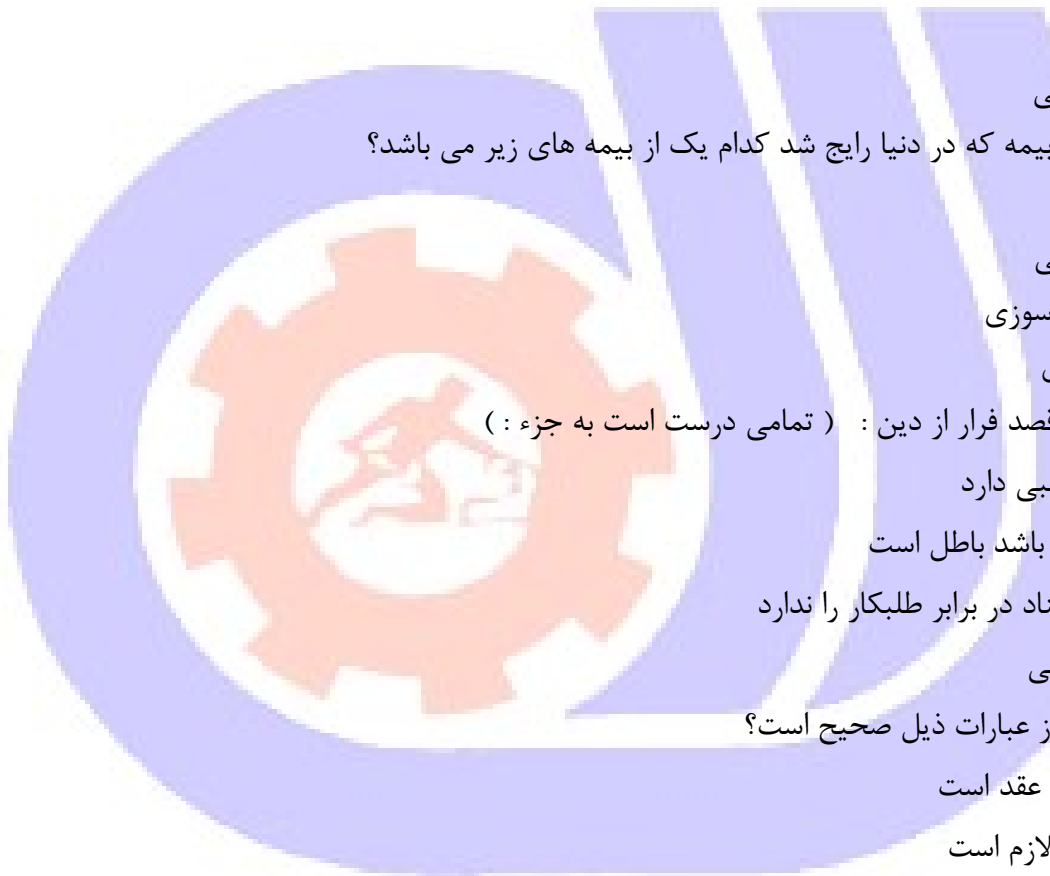 بیمه که در دنیا رایج شد کدام یک از بیمه های زیر می باشد؟
سوزی
قصد فرار از دین : ( تمامی درست است به جزء : )
دارد
باشد باطل است
در برابر طلبکار را ندارد
از عبارات ذیل صحیح است؟
عقد است
لازم است